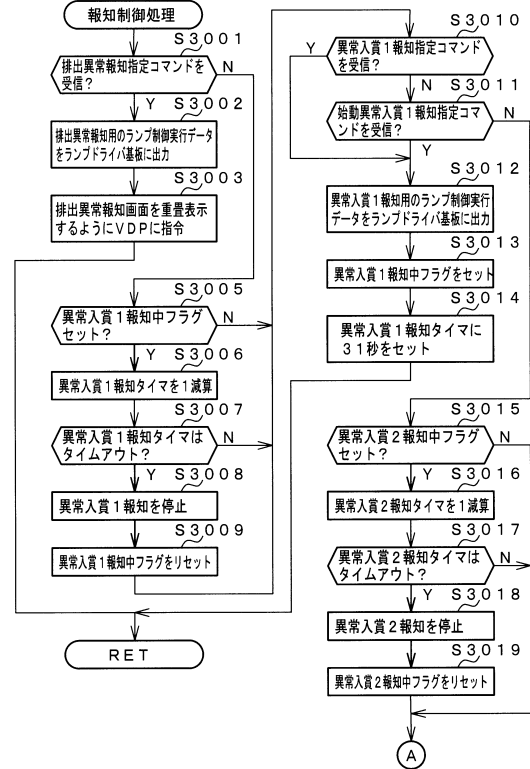 報知制御処理
S3001
排出異常報知指定コマンドを
受信?
N
Y
S3002
排出異常報知用のランプ制御実行データ
をランプドライバ基板に出力
S3003
排出異常報知画面を重畳表示
するようにVDPに指令
S3005
異常入賞1報知中フラグ
セット?
N
Y
S3006
異常入賞1報知タイマを1減算
S3007
異常入賞1報知タイマは
タイムアウト?
N
Y
S3008
異常入賞1報知を停止
S3009
異常入賞1報知中フラグをリセット
RET
S3010
異常入賞1報知指定コマンド
を受信?
Y
N
S3011
始動異常入賞1報知指定コマ
ンドを受信?
N
Y
S3012
異常入賞1報知用のランプ制御実行
データをランプドライバ基板に出力
S3013
異常入賞1報知中フラグをセット
S3014
異常入賞1報知タイマに
31秒をセット
S3015
異常入賞2報知中フラグ
セット?
N
Y
S3016
異常入賞2報知タイマを1減算
S3017
異常入賞2報知タイマは
タイムアウト?
N
Y
S3018
異常入賞2報知を停止
S3019
異常入賞2報知中フラグをリセット
A